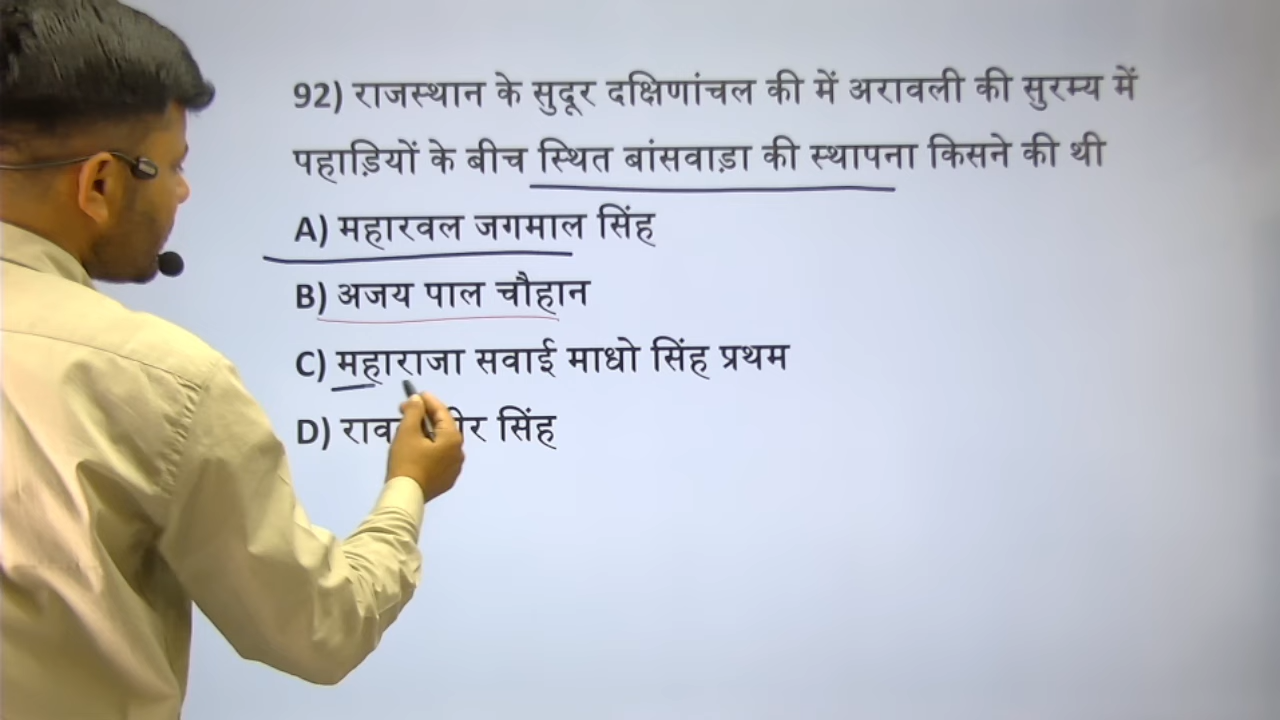 92) राजस्थान के सुदूर दक्षिणांचल की में अरावली की सुरम्य में
पहाड़ियों के बीच स्थित बांसवाड़ा की स्थापना किसने की थी
A) महारवल जगमाल सिंह
B) अजय पाल चौहान
C) महाराजा सवाई माधो सिंह प्रथम
D) सिंह